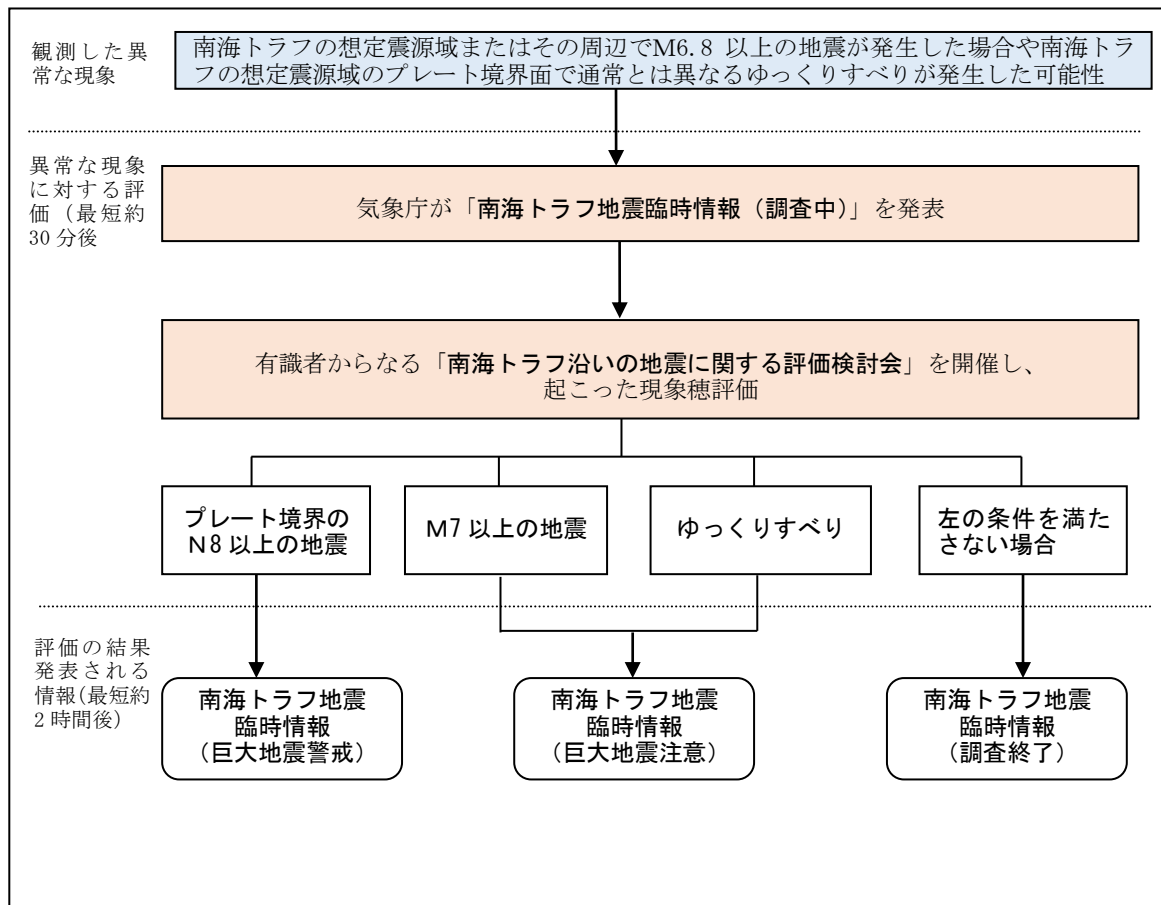 観測した異
常な現象
南海トラフの想定震源域またはその周辺でM6.8 以上の地震が発生した場合や南海トラ
フの想定震源域のプレート境界面で通常とは異なるゆっくりすべりが発生した可能性
異常な現象
に対する評
価（最短約
30 分後
気象庁が「南海トラフ地震臨時情報（調査中）」を発表
有識者からなる「南海トラフ沿いの地震に関する評価検討会」を開催し、
起こった現象穂評価
プレート境界の
Ｎ8 以上の地震
Ｍ7 以上の地震
ゆっくりすべり
左の条件を満た
さない場合
評価の結果
発表される
情報(最短約
2 時間後）
南海トラフ地震
臨時情報
（巨大地震警戒）
南海トラフ地震
臨時情報
（巨大地震注意）
南海トラフ地震
臨時情報
（調査終了）